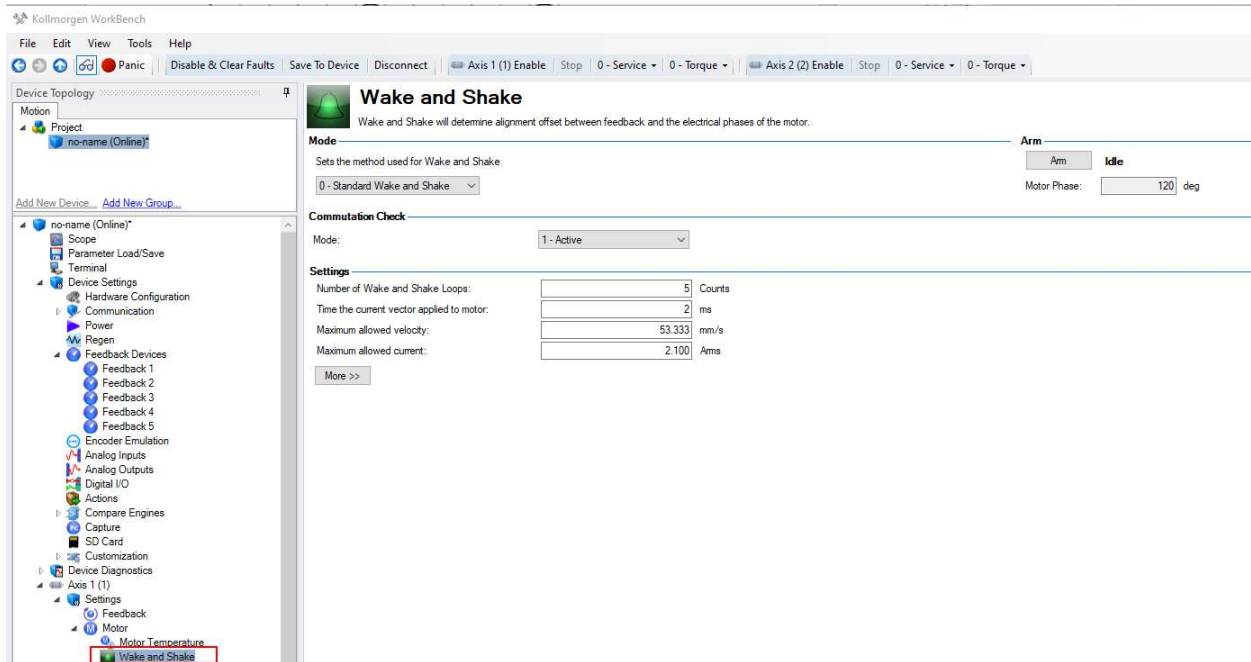 Kollmorgen WorkBench
File Edit View Tools Help
Panic Disable & Clear Faults Save To Device Disconnect Axis 1 (1) Enable Stop 0 - Service 0 - Torque Axis 2 (2) Enable Stop 0 - Service 0 - Torque
Device Topology
Motion
Project
no-name (Online)*
Add New Device... Add New Group...
no-name (Online)*
Scope
Parameter Load/Save
Terminal
Device Settings
Hardware Configuration
Communication
Power
Regen
Feedback Devices
Feedback 1
Feedback 2
Feedback 3
Feedback 4
Feedback 5
Encoder Emulation
Analog Inputs
Analog Outputs
Digital I/O
Actions
Compare Engines
Capture
SD Card
Customization
Device Diagnostics
Axis 1 (1)
Settings
Feedback
Motor
Motor Temperature
Wake and Shake
Wake and Shake
Wake and Shake will determine alignment offset between feedback and the electrical phases of the motor.
Mode
Sets the method used for Wake and Shake
0 - Standard Wake and Shake
Arm
Arm Idle
Motor Phase: 120 deg
Commutation Check
Mode: 1 - Active
Settings
Number of Wake and Shake Loops: 5 Counts
Time the current vector applied to motor: 2 ms
Maximum allowed velocity: 53.333 mm/s
Maximum allowed current: 2.100 Arms
More >>